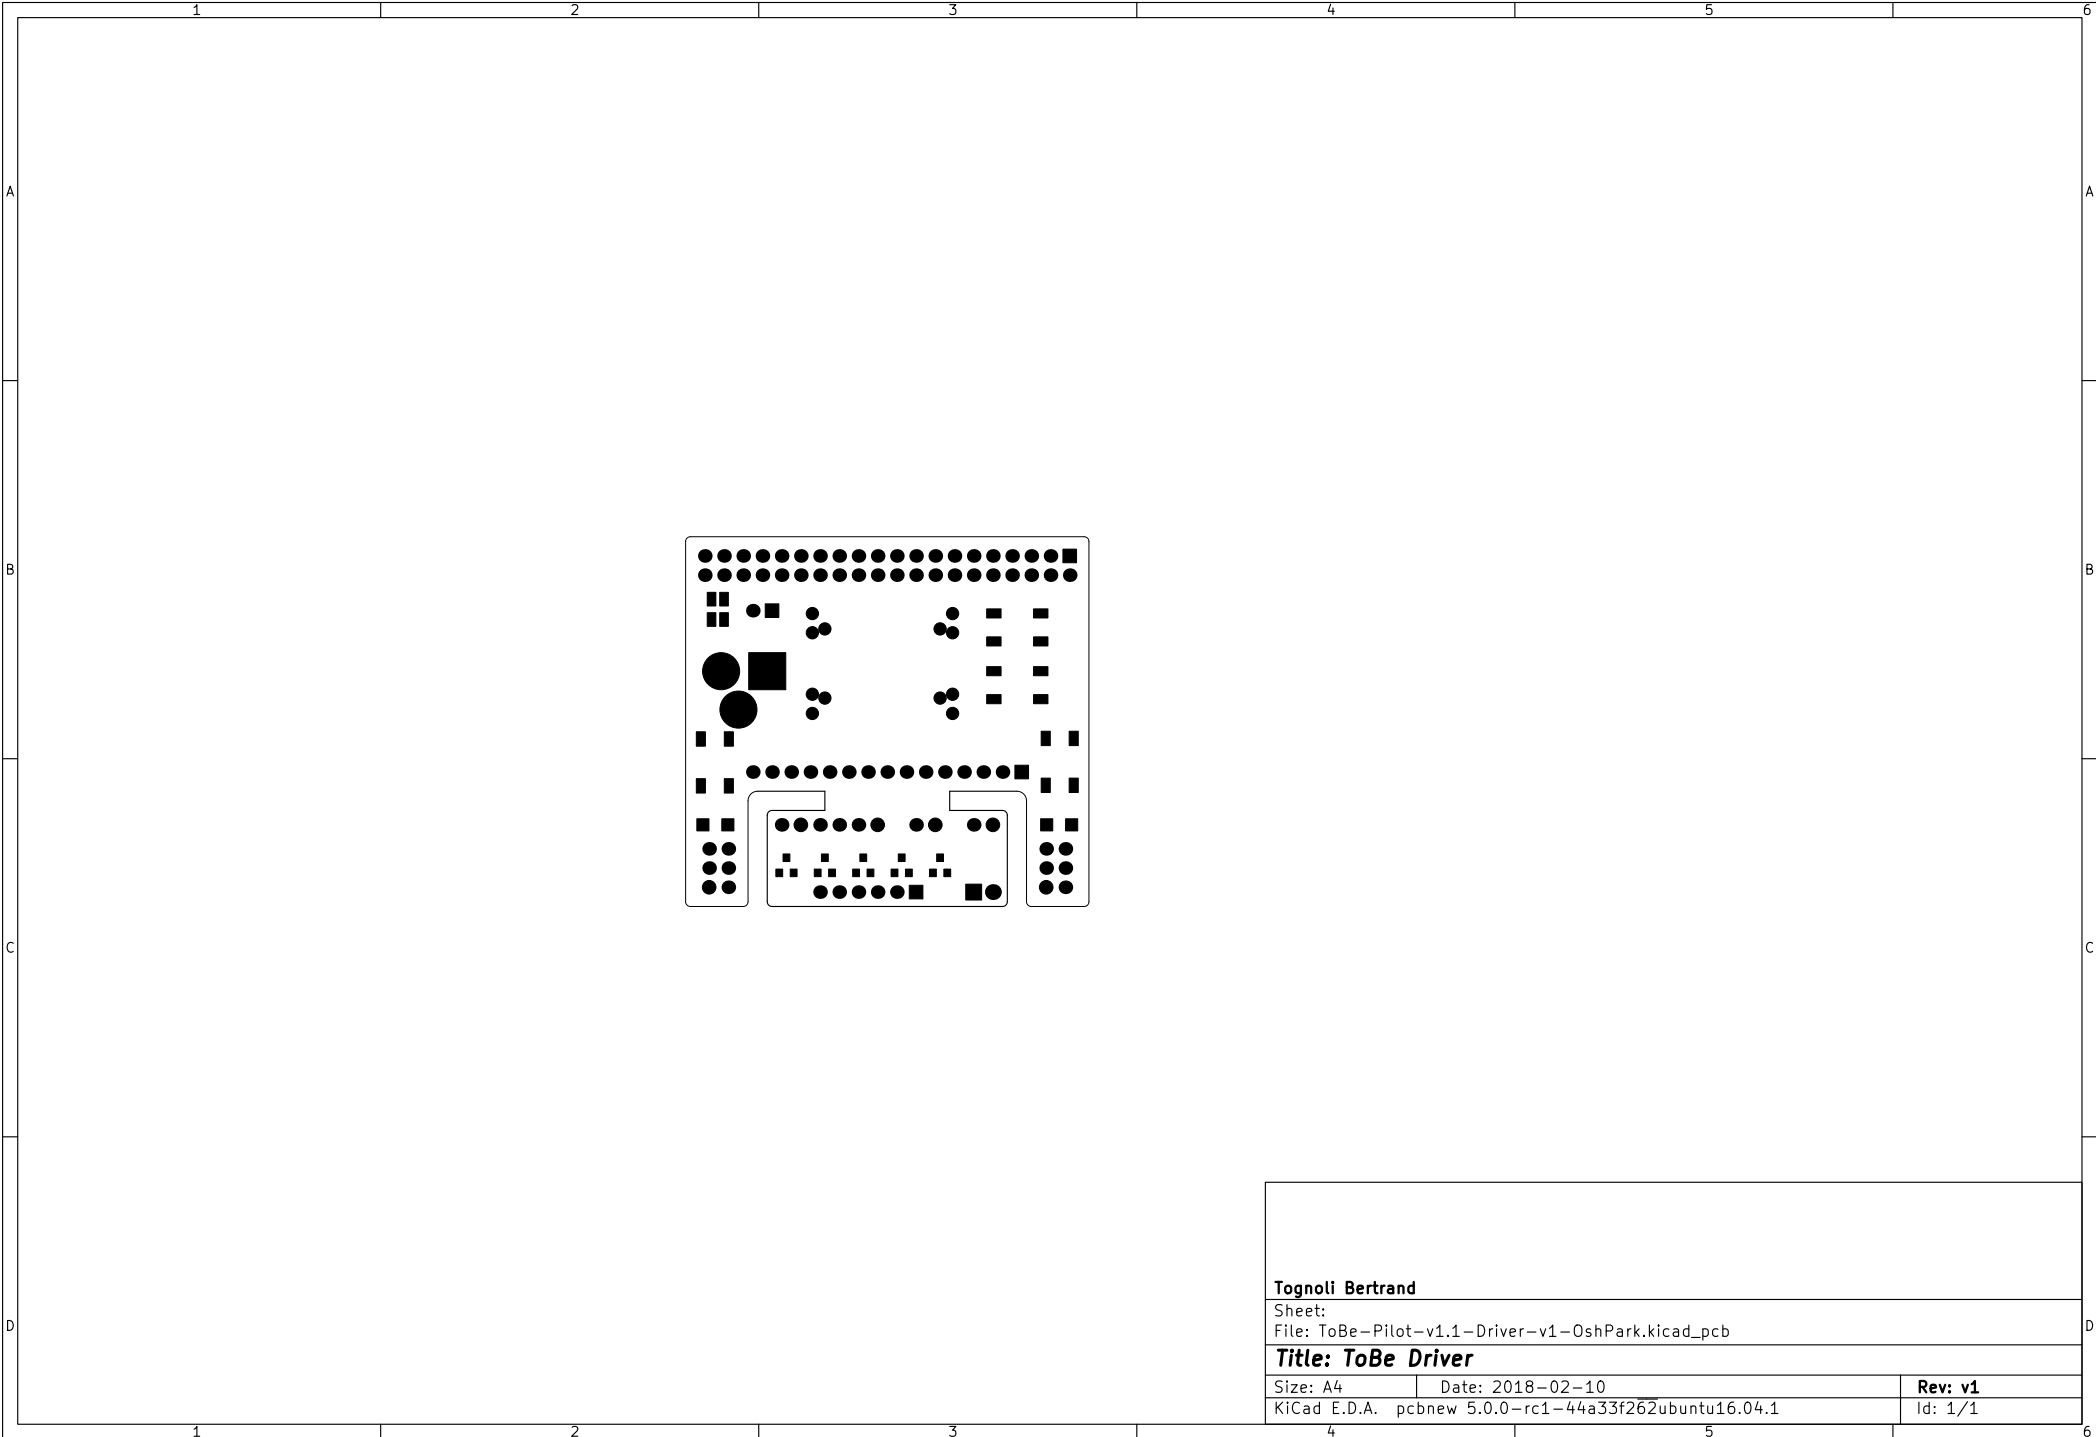 1 2 3 4 5 6
A A
B B
C C
D D
Tognoli Bertrand
Sheet:
File: ToBe-Pilot-v1.1-Driver-v1-OshPark.kicad_pcb
Title: ToBe Driver
Size: A4 Date: 2018-02-10 Rev: v1
KiCad E.D.A. pcbnew 5.0.0-rc1-44a33f262ubuntu16.04.1 Id: 1/1
1 2 3 4 5 6